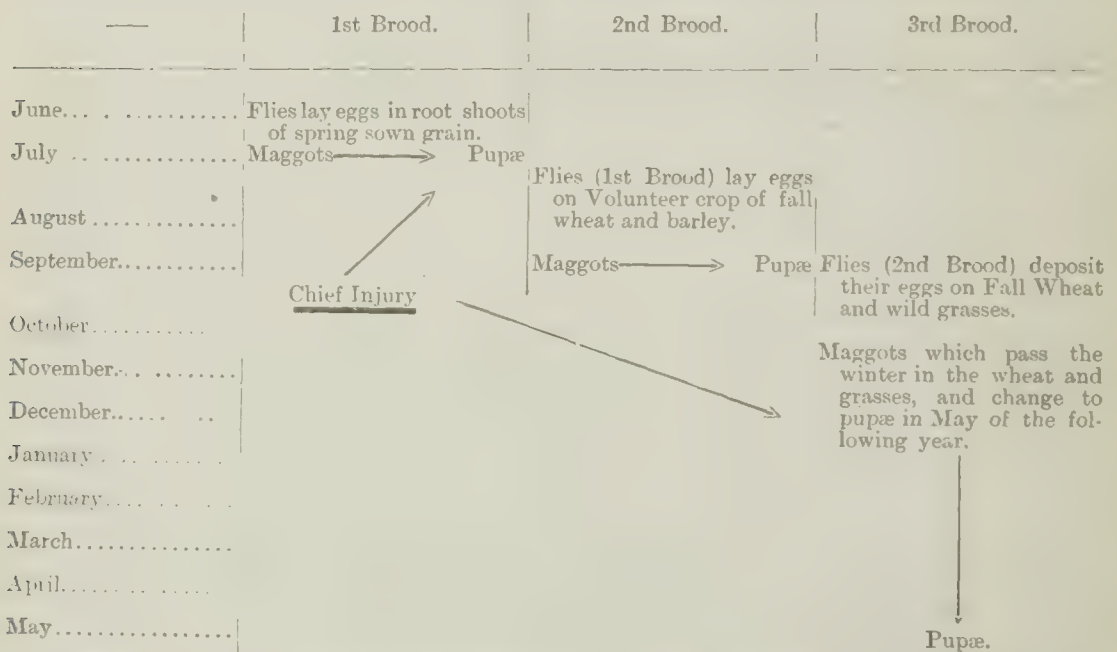 — 1st Brood. 2nd Brood. 3rd Brood.
June.... ............ Flies lay eggs in root shoots
of spring sown grain.
July .. .............. Maggots → Pupæ
Flies (1st Brood) lay eggs
on Volunteer crop of fall
wheat and barley.
August ..............
September............ Maggots → Pupæ Flies (2nd Brood) deposit
their eggs on Fall Wheat
and wild grasses.
Chief Injury
October...........
November... ........
Maggots which pass the
winter in the wheat and
grasses, and change to
pupæ in May of the fol-
lowing year.
December...... ..
January . .........
February..... .. .
March...............
April.... ..... ...
May.................
Pupæ.